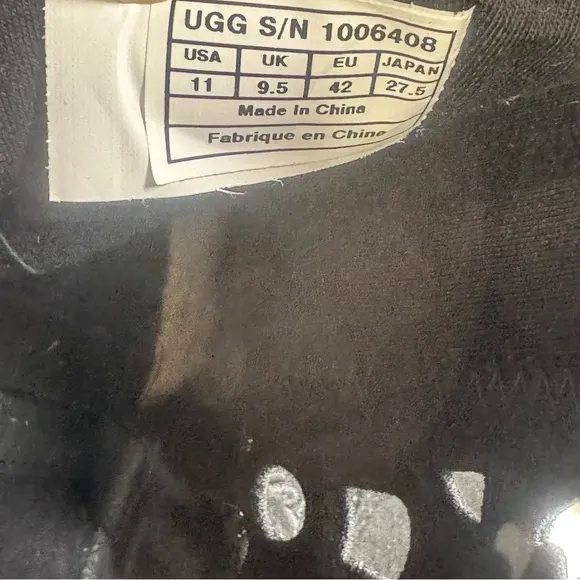 UGG S/N 1006408
USA UK EU JAPAN
11 9.5 42 27.5
Made In China
Fabrique en Chine